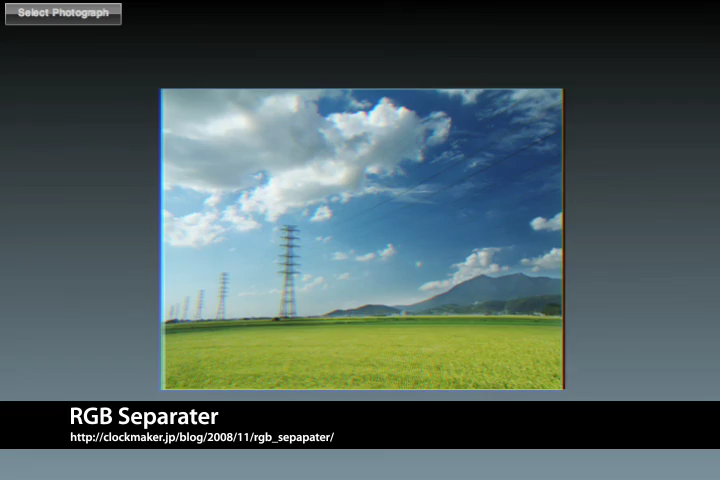 Select Photograph
RGB Separater
http://clockmaker.jp/blog/2008/11/rgb_sepapater/